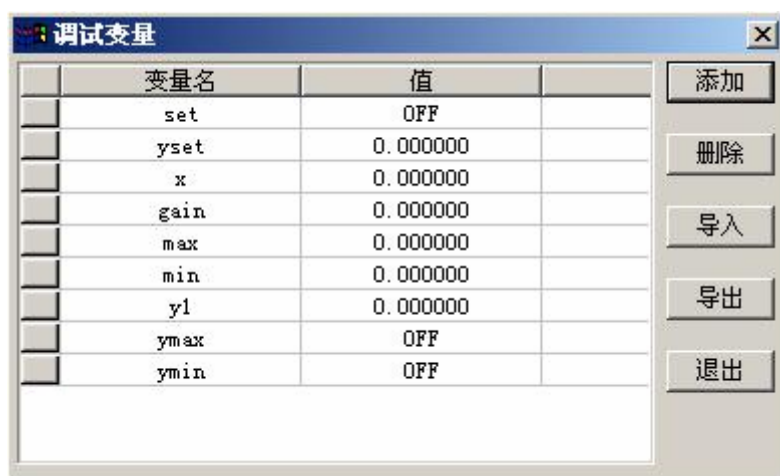 调试变量
变量名 值
set OFF
yset 0.000000
x 0.000000
gain 0.000000
max 0.000000
min 0.000000
y1 0.000000
ymax OFF
ymin OFF
添加
删除
导入
导出
退出